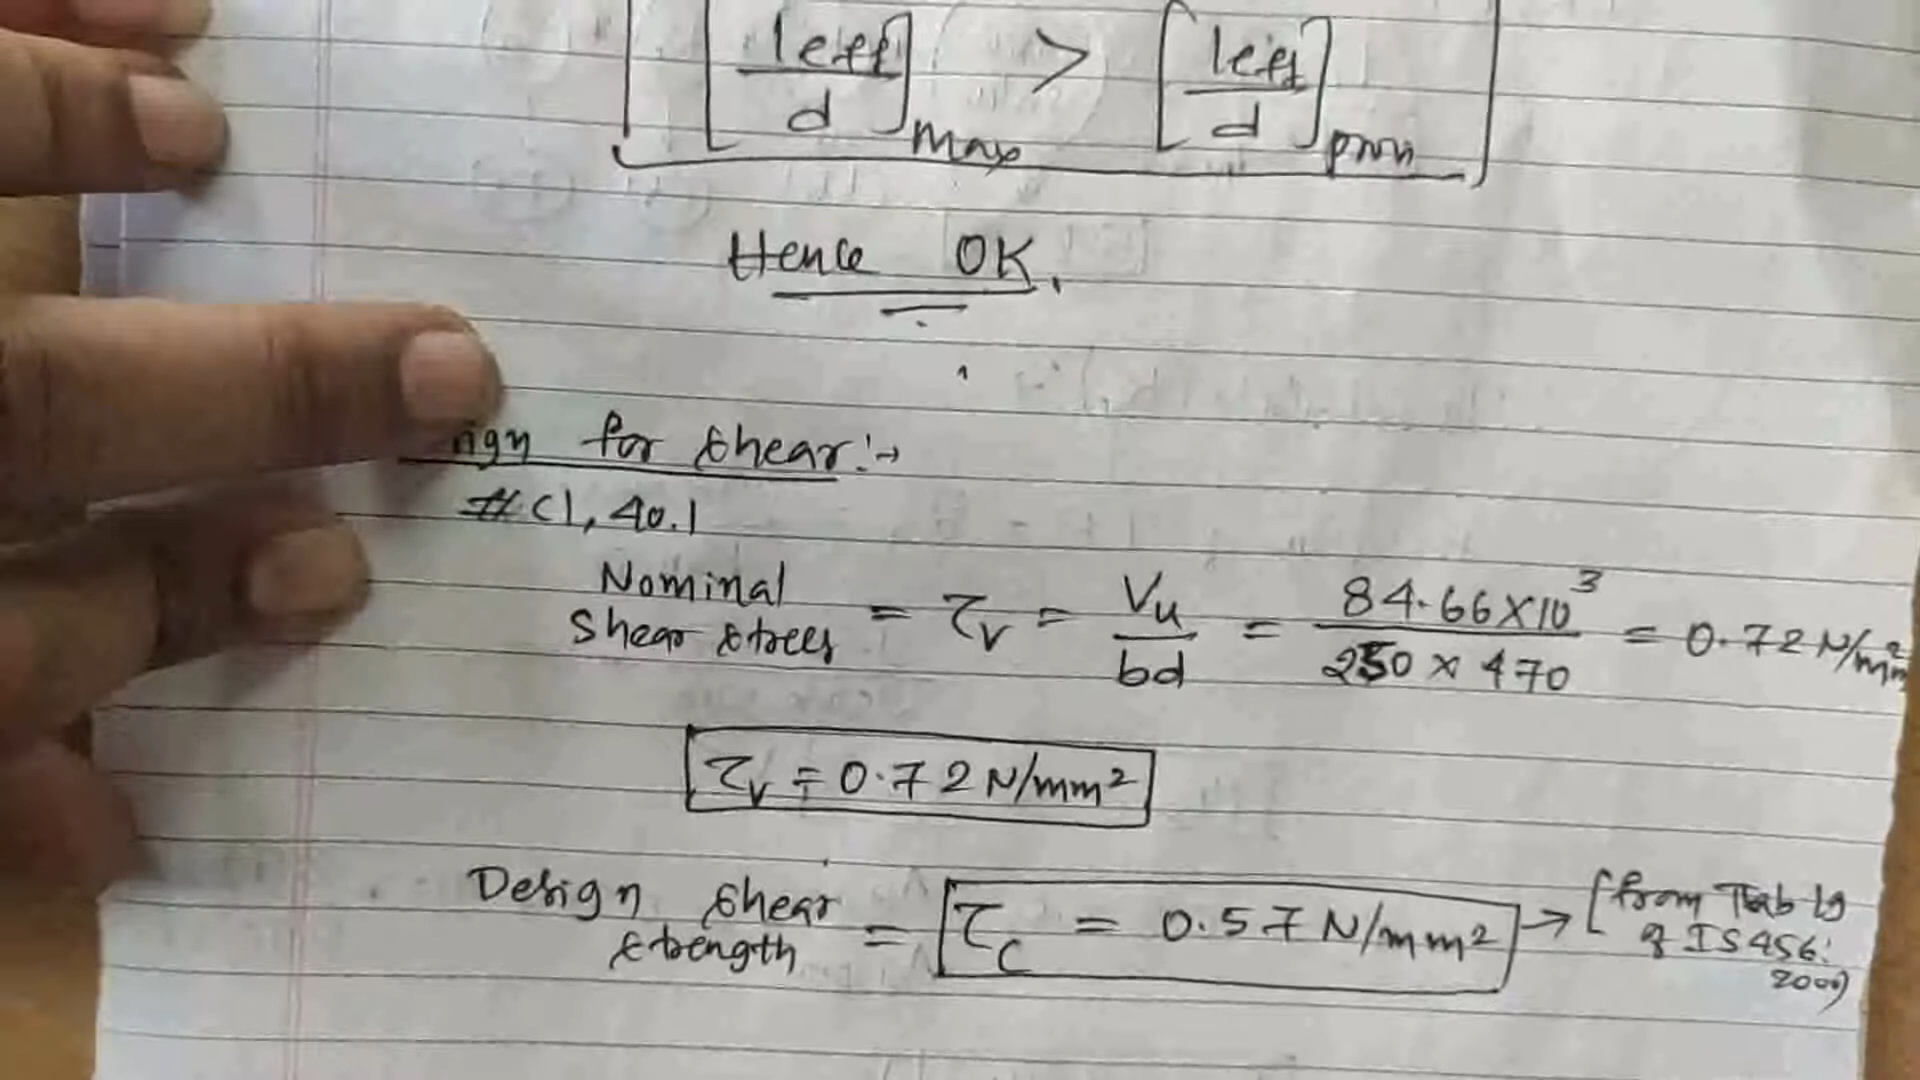 [leff/d]max > [leff/d]prov
Hence OK.
ign for shear:→
# Cl, 40.1
Nominal shear stress = τv = Vu/bd = 84.66×10³/250×470 = 0.72 N/mm²
τv = 0.72 N/mm²
Design shear strength = τc = 0.57 N/mm² → [from Tab 19 of IS 456: 2000)